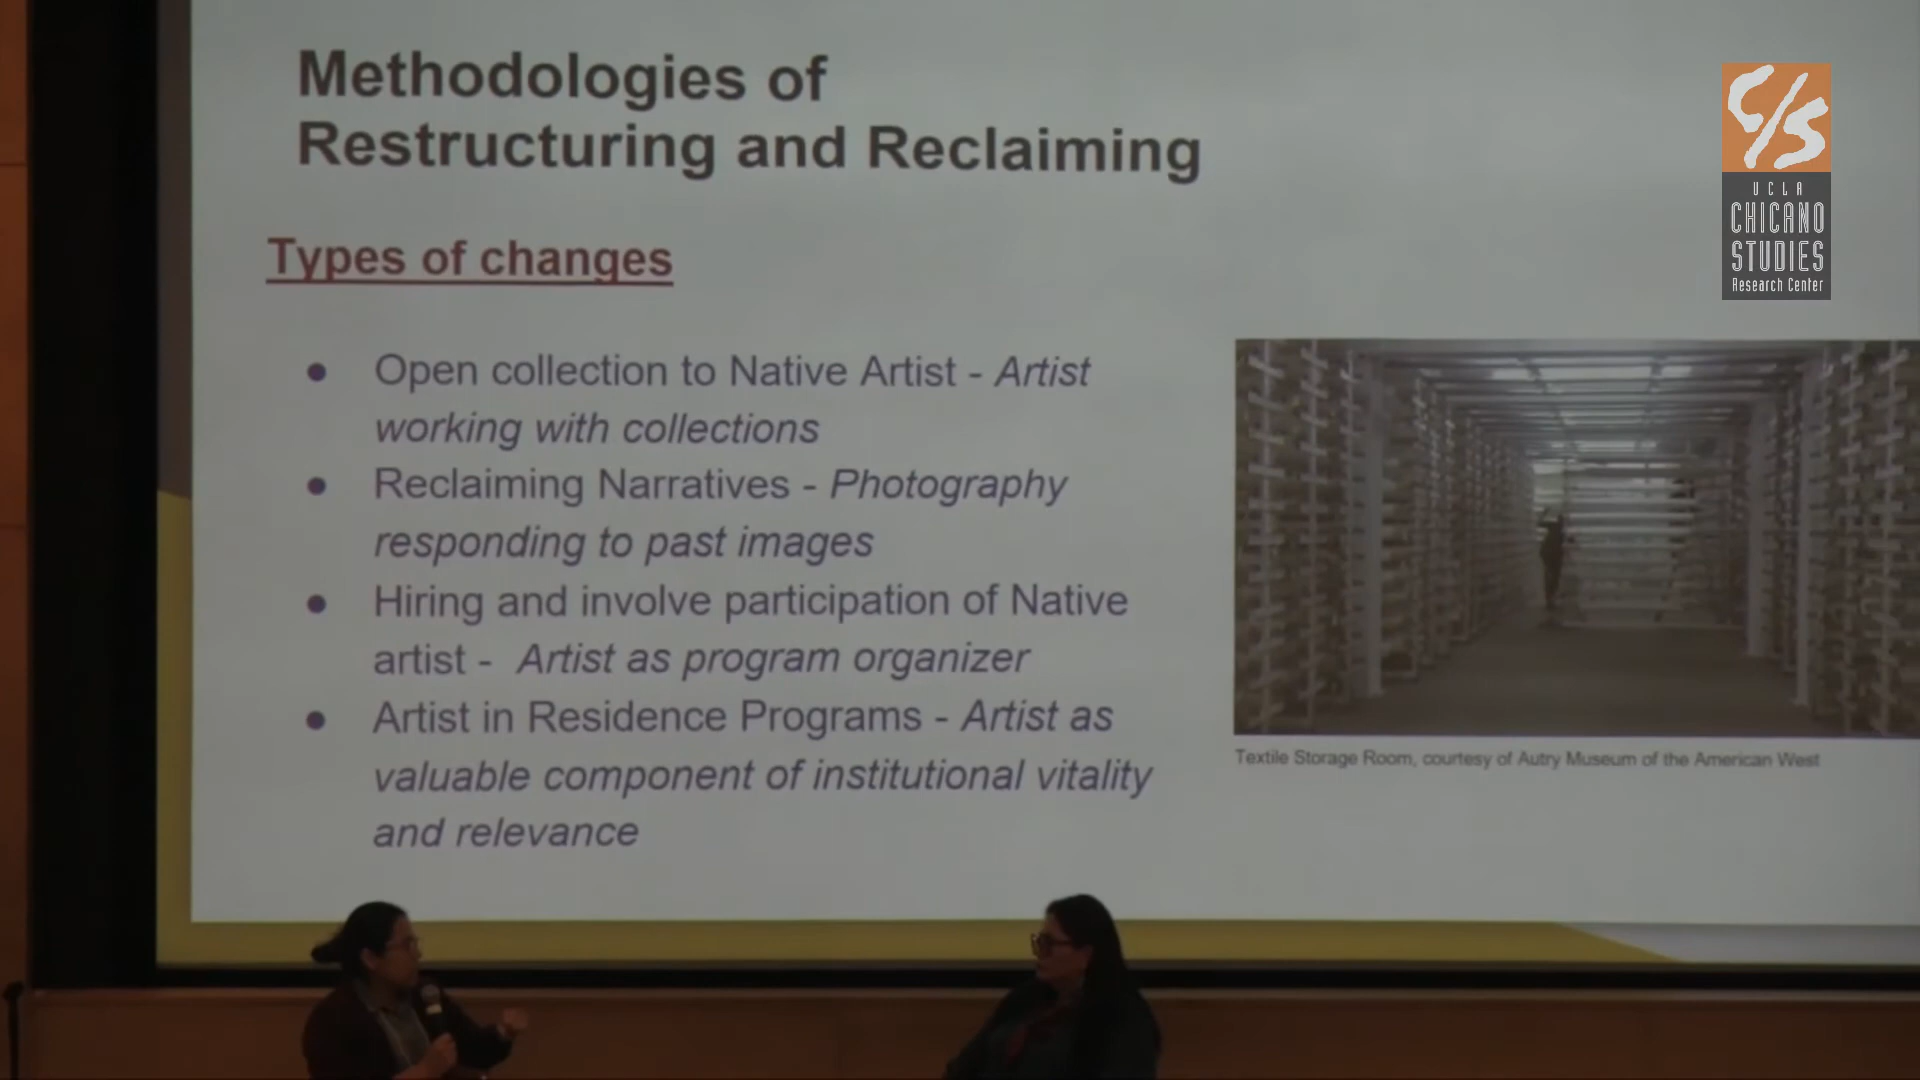 Methodologies of
Restructuring and Reclaiming
Types of changes
● Open collection to Native Artist - Artist
working with collections
● Reclaiming Narratives - Photography
responding to past images
● Hiring and involve participation of Native
artist - Artist as program organizer
● Artist in Residence Programs - Artist as
valuable component of institutional vitality
and relevance
Textile Storage Room, courtesy of Autry Museum of the American West
C/S
UCLA
CHICANO
STUDIES
Research Center